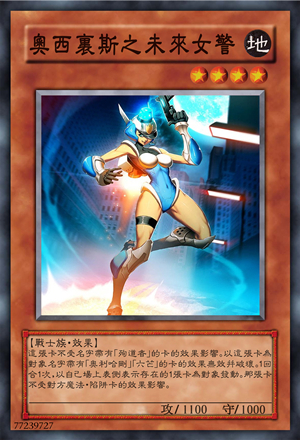 奧西裏斯之未來女警
地
【戰士族·效果】
這張卡不受名字帶有「殉道者」的卡的效果影響。以這張卡為
對象名字帶有「奧利哈剛」「六芒」的卡的效果無效并破壞。1回
合1次。以自己場上表側表示存在的1張卡為對象發動。那張卡
不受對方魔法·陷阱卡的效果影響。
攻/1100 守/1000
77239727